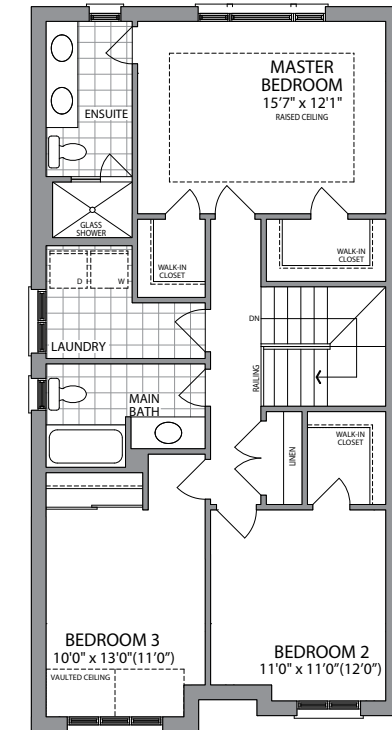 MASTER
BEDROOM
15'7" x 12'1"
RAISED CEILING
ENSUITE
GLASS
SHOWER
WALK-IN
CLOSET
WALK-IN
CLOSET
D W
LAUNDRY
DN
RAILING
MAIN
BATH
LINEN
WALK-IN
CLOSET
BEDROOM 3
10'0" x 13'0"(11'0")
VAULTED CEILING
BEDROOM 2
11'0" x 11'0"(12'0")